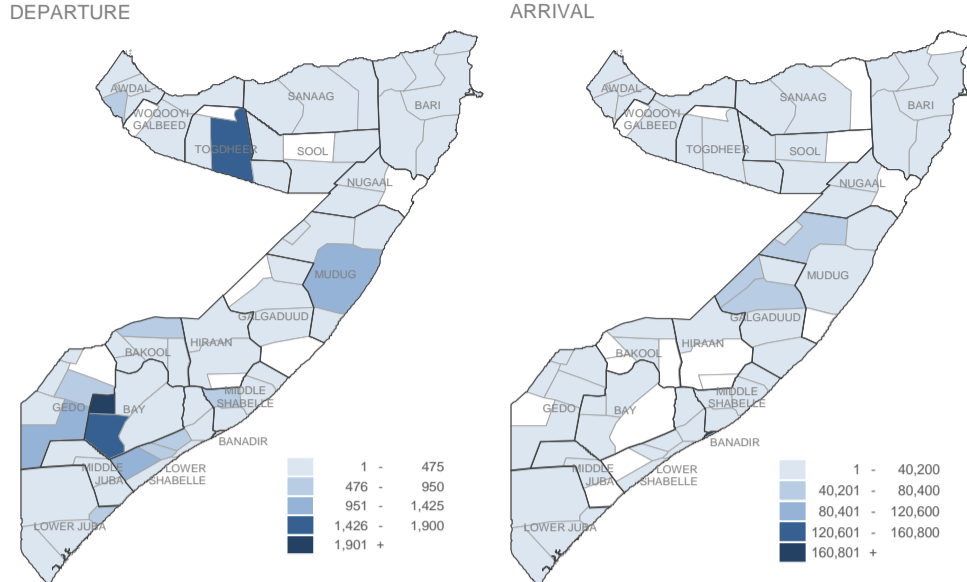 DEPARTURE
AWDAL
WOQOOYI
GALBEED
TOGDHEER
SANAAG
SOOL
BARI
NUGAAL
MUDUG
GALGADUUD
HIRAAN
BAKOOL
GEDO
BAY
MIDDLE
SHABELLE
BANADIR
MIDDLE
JUBA
LOWER
SHABELLE
LOWER JUBA
1 - 475
476 - 950
951 - 1,425
1,426 - 1,900
1,901 +
ARRIVAL
AWDAL
WOQOOYI
GALBEED
TOGDHEER
SANAAG
SOOL
BARI
NUGAAL
MUDUG
GALGADUUD
HIRAAN
BAKOOL
GEDO
BAY
MIDDLE
SHABELLE
BANADIR
MIDDLE
JUBA
LOWER
SHABELLE
LOWER JUBA
1 - 40,200
40,201 - 80,400
80,401 - 120,600
120,601 - 160,800
160,801 +